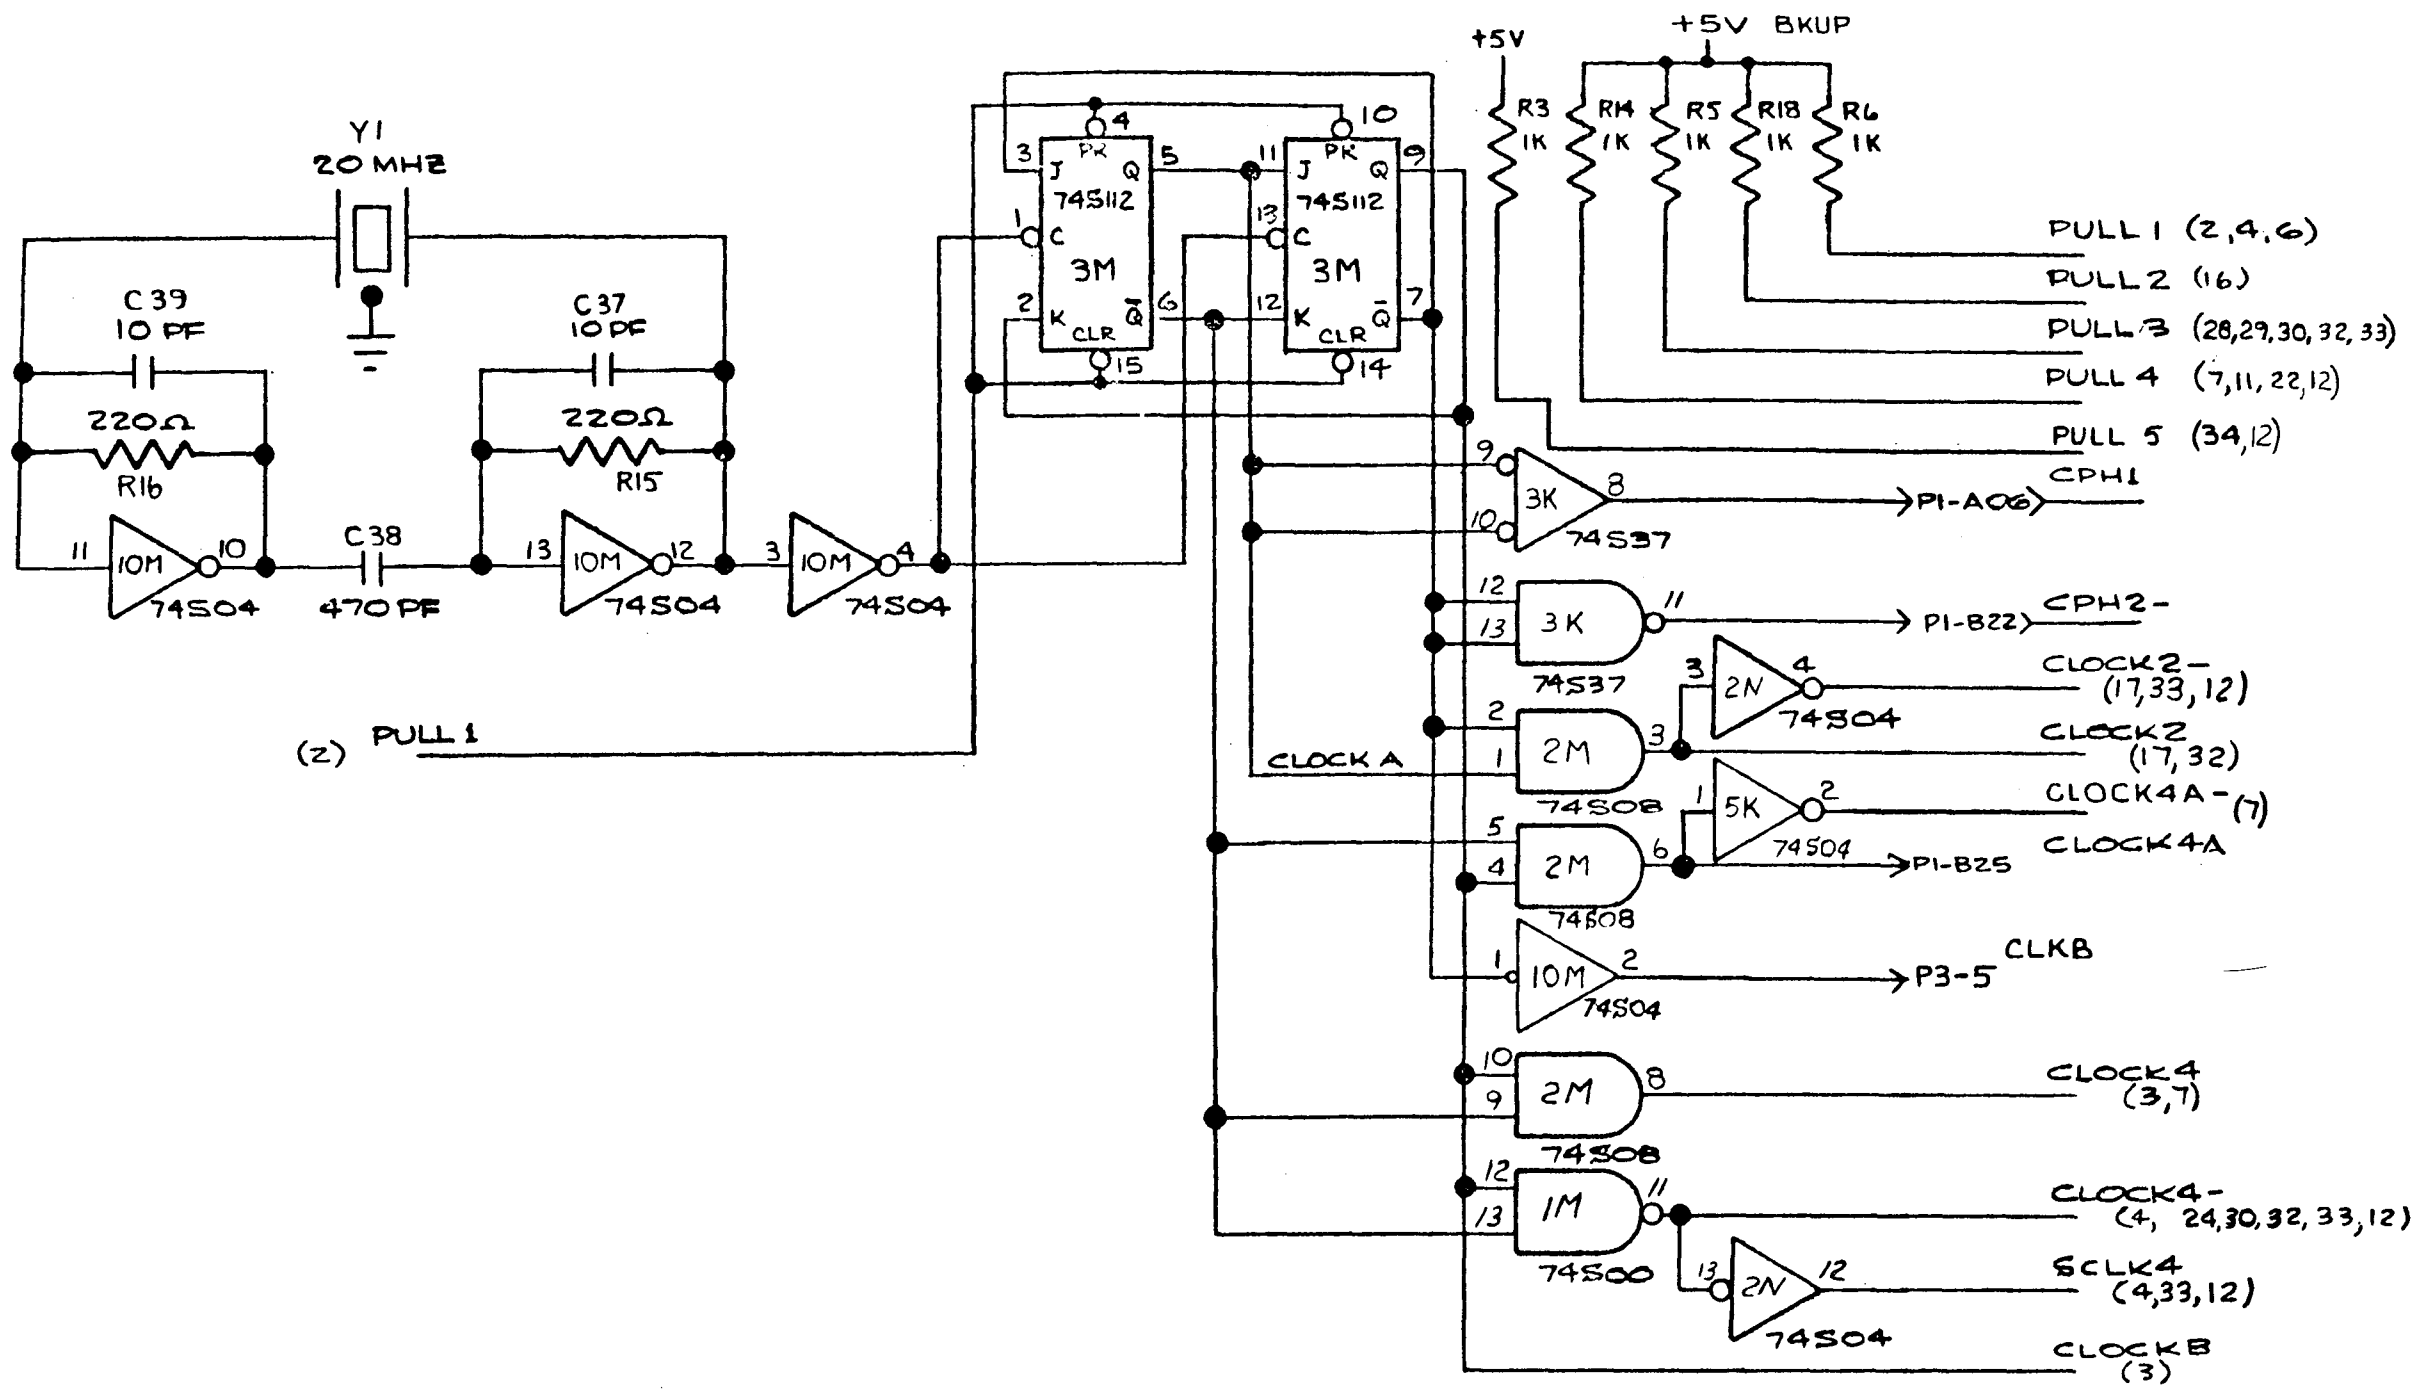 +5V BKUP
+5V
R3 1K
R14 1K
R5 1K
R18 1K
R6 1K
PULL 1 (2,4,6)
PULL 2 (16)
PULL 3 (28,29,30,32,33)
PULL 4 (7,11,22,12)
PULL 5 (34,12)
Y1
20 MHZ
C39
10 PF
220Ω
R16
11 10M 10
74S04
C38
470 PF
C37
10 PF
220Ω
R15
13 10M 12
74S04
3 10M 4
74S04
(2) PULL 1
4
PR
3 J Q 5
74S112
1 C
3M
2 K Q̅ 6
CLR
15
10
PR
11 J Q 9
74S112
13 C
3M
12 K Q̅ 7
CLR
14
9
10 3K 8
74S37
P1-A06 CPH1
12
13 3K 11
74S37
P1-B22 CPH2-
3 2N 4
74S04
CLOCK2-
(17,33,12)
CLOCK A
2
1 2M 3
74S08
CLOCK2
(17,32)
1 5K 2
74S04
CLOCK4A- (7)
5
4 2M 6
74S08
CLOCK4A
P1-B25
1 10M 2
74S04
CLKB
P3-5
10
9 2M 8
74S08
CLOCK4
(3,7)
12
13 1M 11
74S00
CLOCK4-
(4, 24,30,32,33,12)
13 2N 12
74S04
SCLK4
(4,33,12)
CLOCKB
(3)